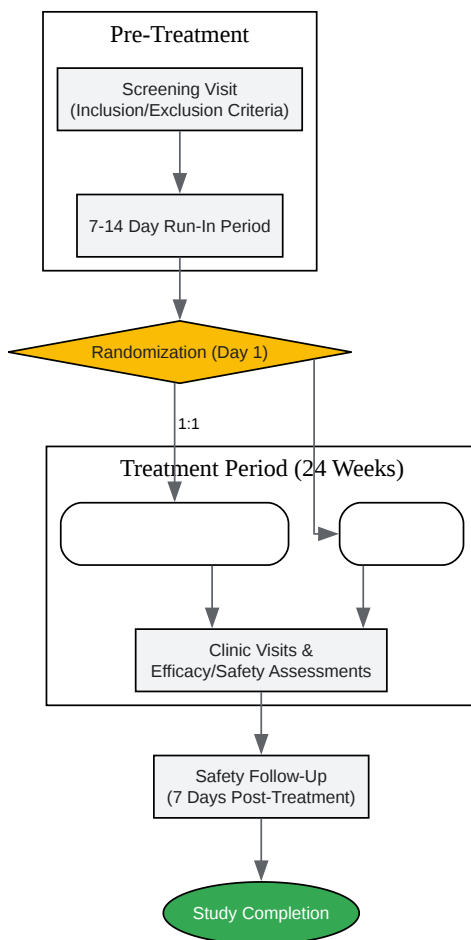 Pre-Treatment
Screening Visit
(Inclusion/Exclusion Criteria)
7-14 Day Run-In Period
Randomization (Day 1)
1:1
Treatment Period (24 Weeks)
Clinic Visits &
Efficacy/Safety Assessments
Safety Follow-Up
(7 Days Post-Treatment)
Study Completion